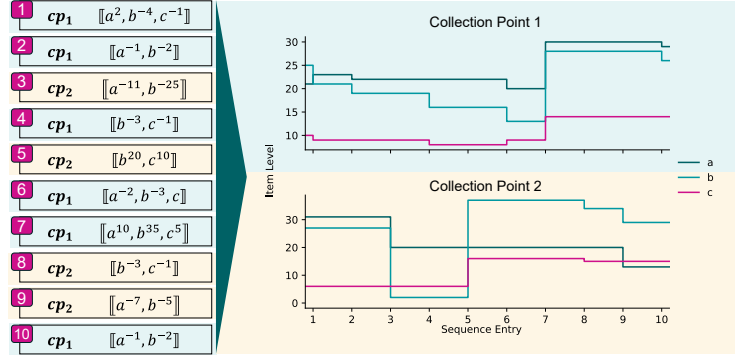 1 cp₁ ⟦a², b⁻⁴, c⁻¹⟧
2 cp₁ ⟦a⁻¹, b⁻²⟧
3 cp₂ ⟦a⁻¹¹, b⁻²⁵⟧
4 cp₁ ⟦b⁻³, c⁻¹⟧
5 cp₂ ⟦b²⁰, c¹⁰⟧
6 cp₁ ⟦a⁻², b⁻³, c⟧
7 cp₁ ⟦a¹⁰, b³⁵, c⁵⟧
8 cp₂ ⟦b⁻³, c⁻¹⟧
9 cp₂ ⟦a⁻⁷, b⁻⁵⟧
10 cp₁ ⟦a⁻¹, b⁻²⟧
Item Level
Collection Point 1
30
25
20
15
10
Collection Point 2
30
20
10
0
1 2 3 4 5 6 7 8 9 10
Sequence Entry
a
b
c